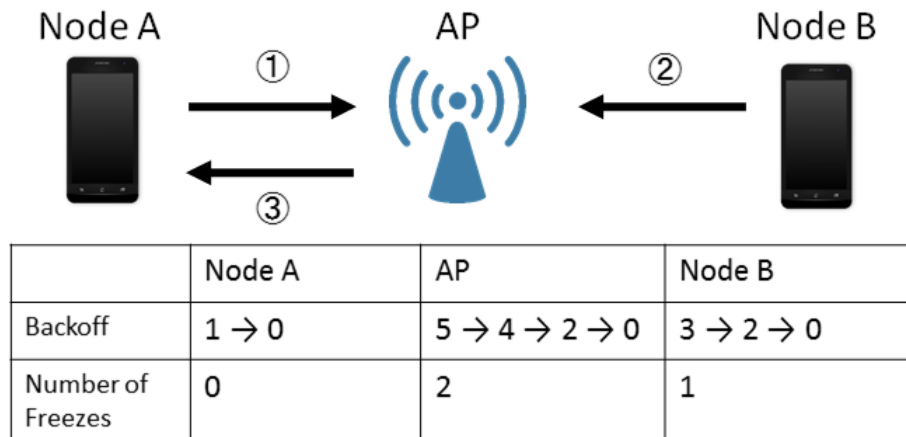 Node A AP Node B
① ②
③
Node A AP Node B
Backoff 1 → 0 5 → 4 → 2 → 0 3 → 2 → 0
Number of
Freezes 0 2 1